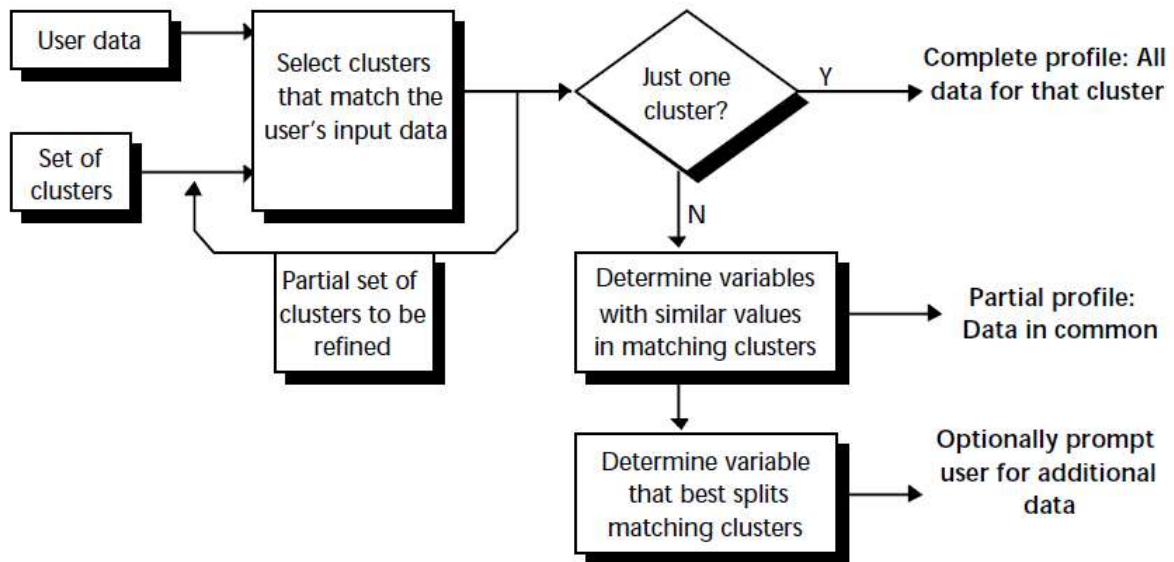 User data
Set of
clusters
Select clusters
that match the
user's input data
Partial set of
clusters to be
refined
Just one
cluster?
Y
Complete profile: All
data for that cluster
N
Determine variables
with similar values
in matching clusters
Partial profile:
Data in common
Determine variable
that best splits
matching clusters
Optionally prompt
user for additional
data